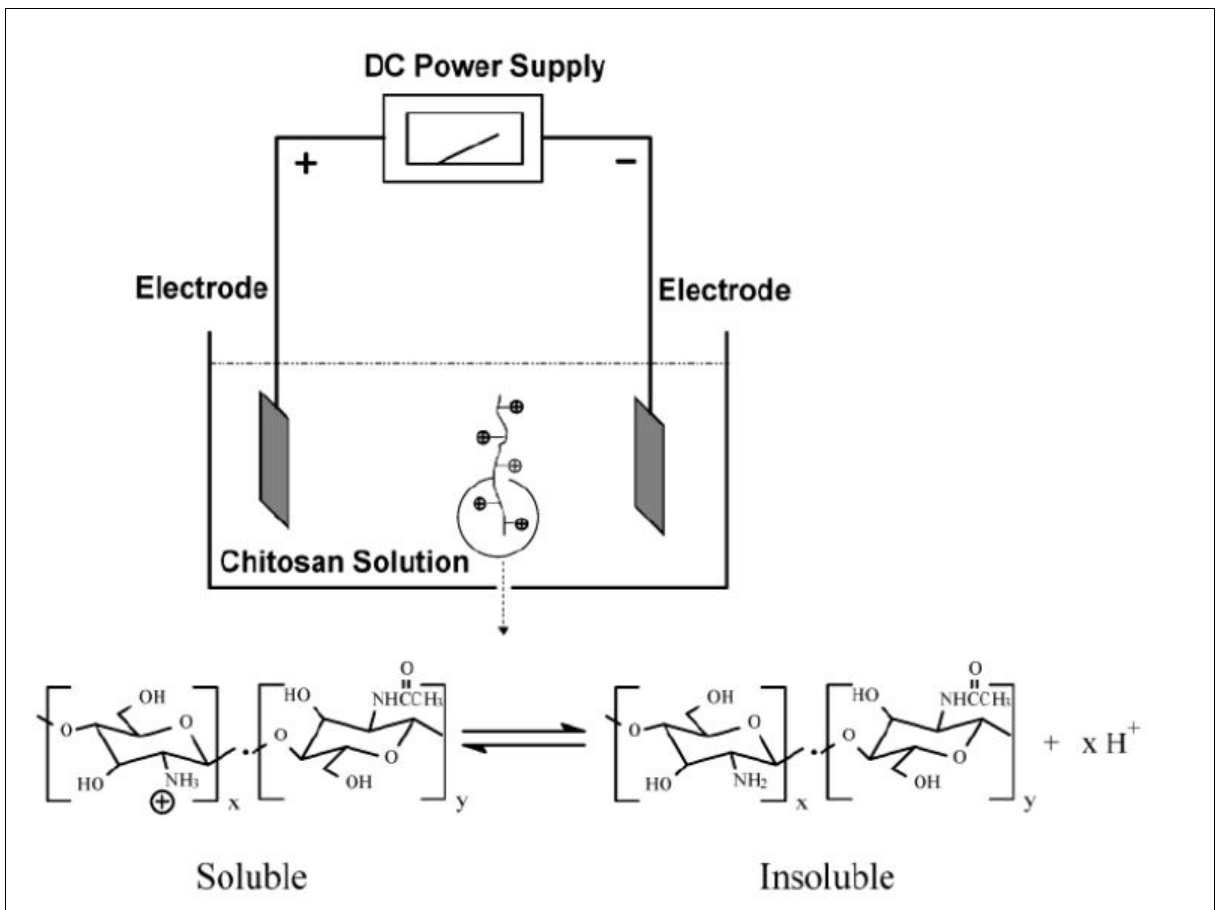 DC Power Supply
+ −
Electrode
Electrode
Chitosan Solution
O
OH
HO
NHCCH3
O
O
O
O
HO
NH3
+
OH
x
y
O
OH
HO
NHCCH3
O
O
O
O
HO
NH2
OH
x
y
+ x H+
Soluble
Insoluble